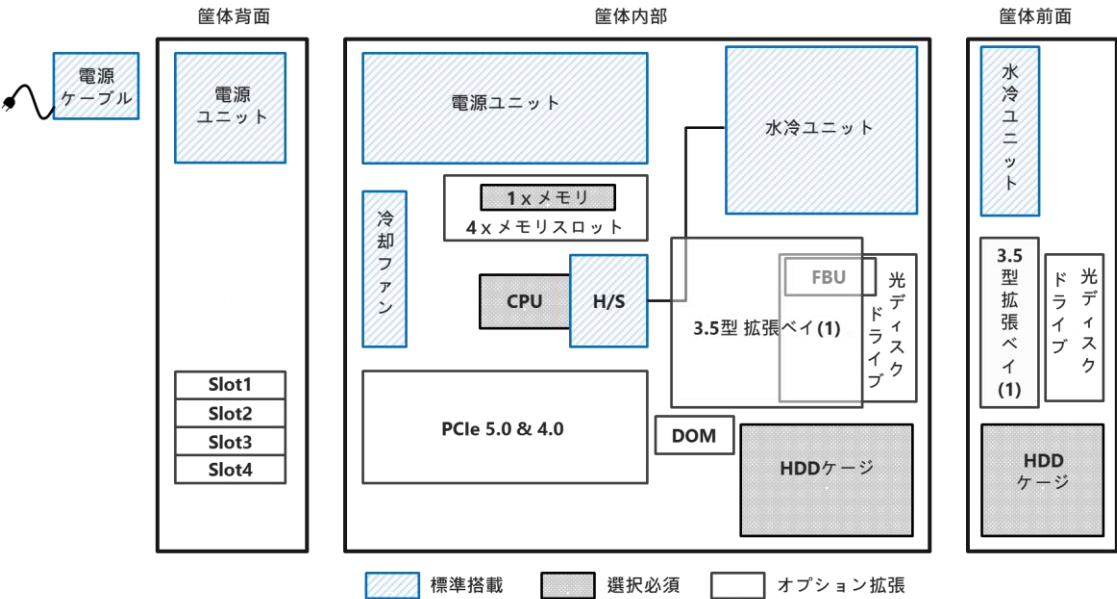 筐体背面
筐体内部
筐体前面
電源
ケーブル
電源
ユニット
Slot1
Slot2
Slot3
Slot4
電源ユニット
水冷ユニット
1xメモリ
4xメモリスロット
冷却ファン
CPU
H/S
3.5型 拡張ベイ(1)
FBU
光ディスク
ドライブ
PCIe 5.0 & 4.0
DOM
HDDケージ
水冷ユニット
3.5型拡張ベイ(1)
光ディスク
ドライブ
HDD
ケージ
標準搭載
選択必須
オプション拡張